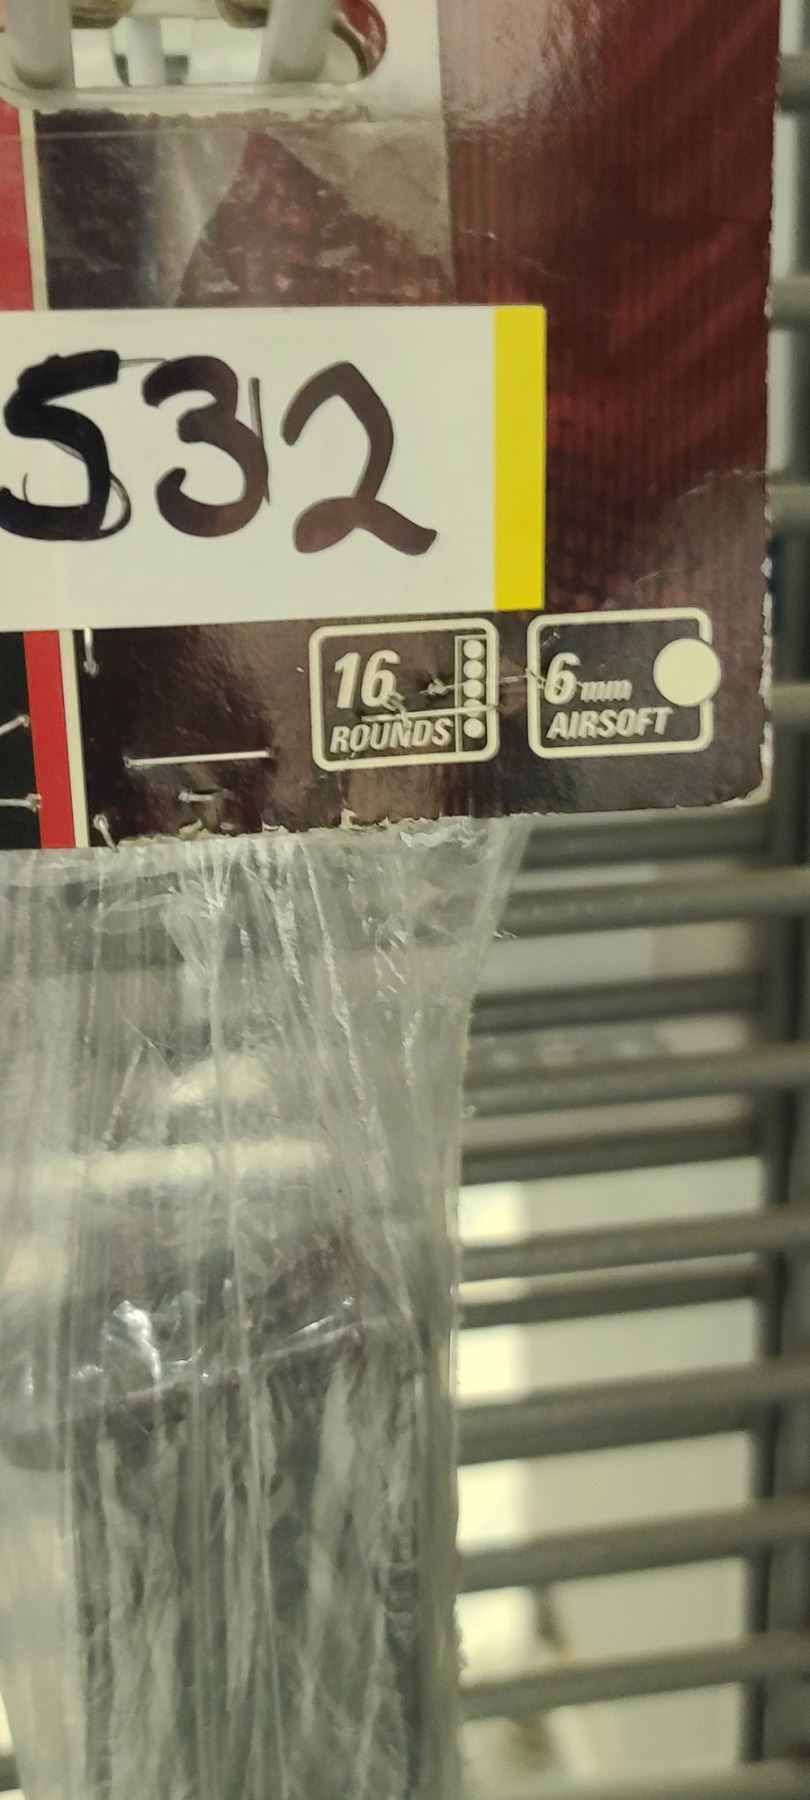 532
16
ROUNDS
6mm
AIRSOFT